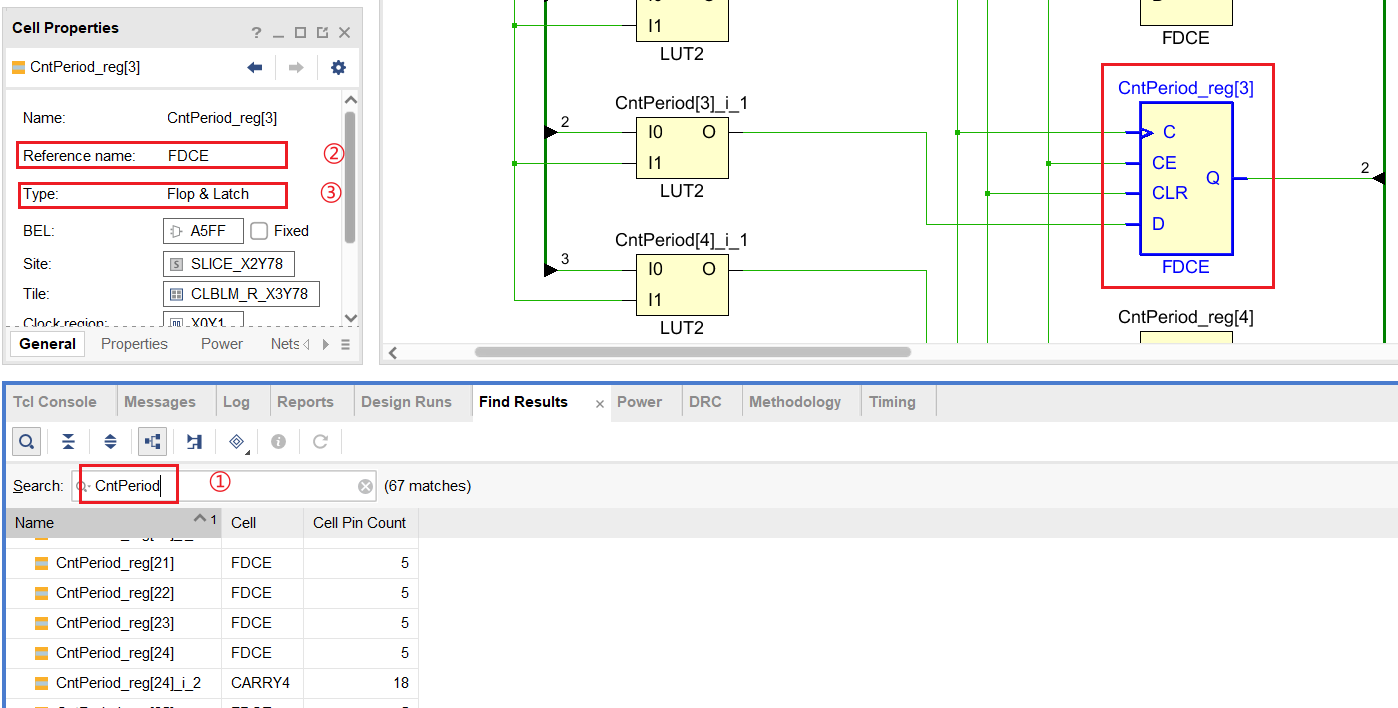 Cell Properties
? _
CntPeriod_reg[3]
Name: CntPeriod_reg[3]
Reference name: FDCE ②
Type: Flop & Latch ③
BEL: A5FF Fixed
Site: S SLICE_X2Y78
Tile: CLBLM_R_X3Y78
Clock region: X0Y1
General Properties Power Nets
I1
LUT2
CntPeriod[3]_i_1
2
I0 O
I1
LUT2
CntPeriod[4]_i_1
3
I0 O
I1
LUT2
FDCE
CntPeriod_reg[3]
C
CE
CLR
D
Q
FDCE
2
CntPeriod_reg[4]
Tcl Console Messages Log Reports Design Runs Find Results × Power DRC Methodology Timing
Search: CntPeriod ① (67 matches)
Name 1 Cell Cell Pin Count
CntPeriod_reg[21] FDCE 5
CntPeriod_reg[22] FDCE 5
CntPeriod_reg[23] FDCE 5
CntPeriod_reg[24] FDCE 5
CntPeriod_reg[24]_i_2 CARRY4 18